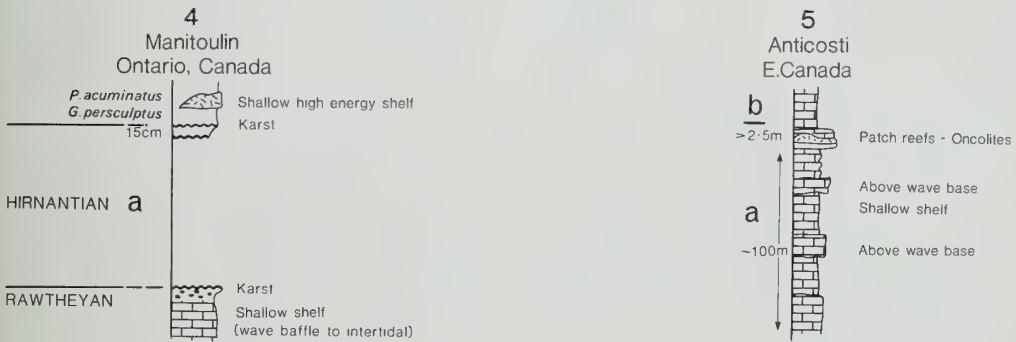 4
Manitoulin
Ontario, Canada
P. acuminatus
G. persculptus
15cm
Shallow high energy shelf
Karst
HIRNANTIAN a
RAWTHEYAN
Karst
Shallow shelf
(wave baffle to intertidal)
5
Anticosti
E.Canada
b
>2·5m
Patch reefs - Oncolites
a
~100m
Above wave base
Shallow shelf
Above wave base